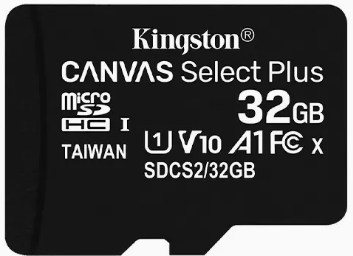 Kingston®
CANVAS Select Plus
micro SD HC I 32GB
TAIWAN U1 V10 A1 FC X
SDCS2/32GB